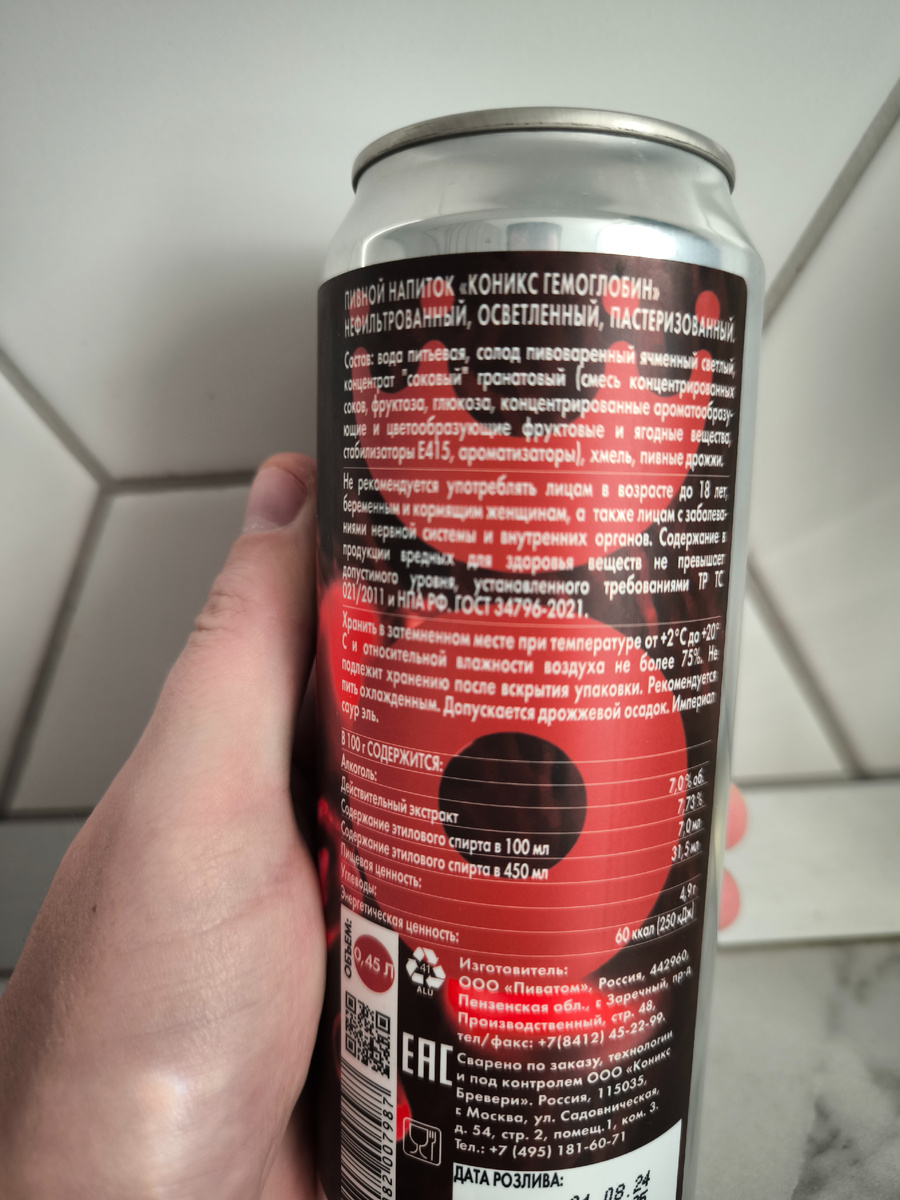 ПИВНОЙ НАПИТОК «КОНИКС ГЕМОГЛОБИН»
НЕФИЛЬТРОВАННЫЙ, ОСВЕТЛЕННЫЙ, ПАСТЕРИЗОВАННЫЙ.
Состав: вода питьевая, солод пивоваренный ячменный светлый,
концентрат "соковый" гранатовый (смесь концентрированных
соков, фруктоза, глюкоза, концентрированные ароматообразу-
ющие и цветообразующие фруктовые и ягодные вещества,
стабилизаторы Е415, ароматизаторы), хмель, пивные дрожжи.
Не рекомендуется употреблять лицам в возрасте до 18 лет,
беременным и кормящим женщинам, а также лицам с заболева-
ниями нервной системы и внутренних органов. Содержание в
продукции вредных для здоровья веществ не превышает
допустимого уровня, установленного требованиями ТР ТС
021/2011 и НПА РФ. ГОСТ 34796-2021.
Хранить в затемненном месте при температуре от +2°С до +20°
С и относительной влажности воздуха не более 75%. Не
подлежит хранению после вскрытия упаковки. Рекомендуется
пить охлажденным. Допускается дрожжевой осадок. Империал
саур эль.
В 100 г СОДЕРЖИТСЯ:
Алкоголь: 7,0 % об.
Действительный экстракт 7,73 %
Содержание этилового спирта в 100 мл 7,0 мл
Содержание этилового спирта в 450 мл 31,5 мл
Пищевая ценность:
Углеводы: 4,9 г
Энергетическая ценность: 60 ккал (250 кДж)
ОБЪЕМ:
0,45 Л
41
ALU
Изготовитель:
ООО «Пиватом», Россия, 442960,
Пензенская обл., г. Заречный, пр-д
Производственный, стр. 48,
тел/факс: +7(8412) 45-22-99.
EAC
Сварено по заказу, технологии
и под контролем ООО «Коникс
Бревери». Россия, 115035,
г. Москва, ул. Садовническая,
д. 54, стр. 2, помещ.1, ком. 3.
Тел.: +7 (495) 181-60-71
82007987
ДАТА РОЗЛИВА:
08.24